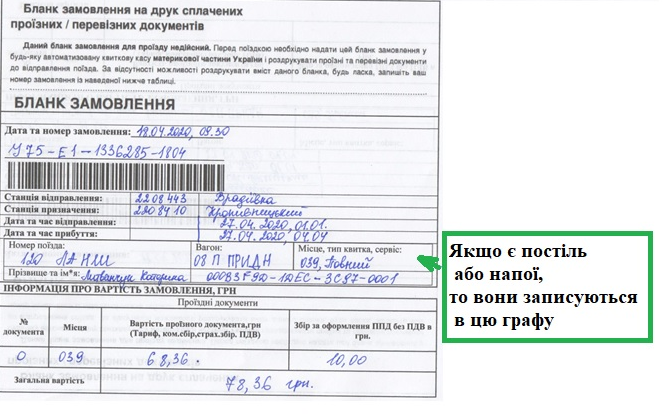 Бланк замовлення на друк сплачених
проїзних / перевізних документів
Даний бланк замовлення для проїзду недійсний. Перед поїздкою необхідно надати цей бланк замовлення у
будь-яку автоматизовану квиткову касу материкової частини України і роздрукувати проїзні та перевізні документи
до відправлення поїзда. За відсутності можливості роздрукувати вміст даного бланка, будь ласка, запишіть ваш
номер замовлення із наведеної нижче таблиці.
БЛАНК ЗАМОВЛЕННЯ
Дата та номер замовлення: 18.04.2020, 09.30
У75-Е1-1336285-1804
Станція відправлення: 2208443 Врадіївка
Станція призначення: 2208410 Кропивницький
Дата та час відправлення: 27.04.2020, 01.01.
Дата та час прибуття: 27.04.2020, 04.04
Номер поїзда: Вагон: Місце, тип квитка, сервіс:
120 ЛА НШ 08 П ПРИДН 039, Повний
Прізвище та ім*я: Катерина 00083F9D-1DEC-3C87-0001
ІНФОРМАЦІЯ ПРО ВАРТІСТЬ ЗАМОВЛЕННЯ, ГРН
Проїздні документи
№ документа Місця Вартість проїзного документа,грн (Тариф, ком.сбір,страх.збір. ПДВ) Збір за оформлення ППД без ПДВ в грн.
0 039 68,36. 10,00
Загальна вартість 78,36 грн.
Якщо є постіль
або напої,
то вони записуються
в цю графу